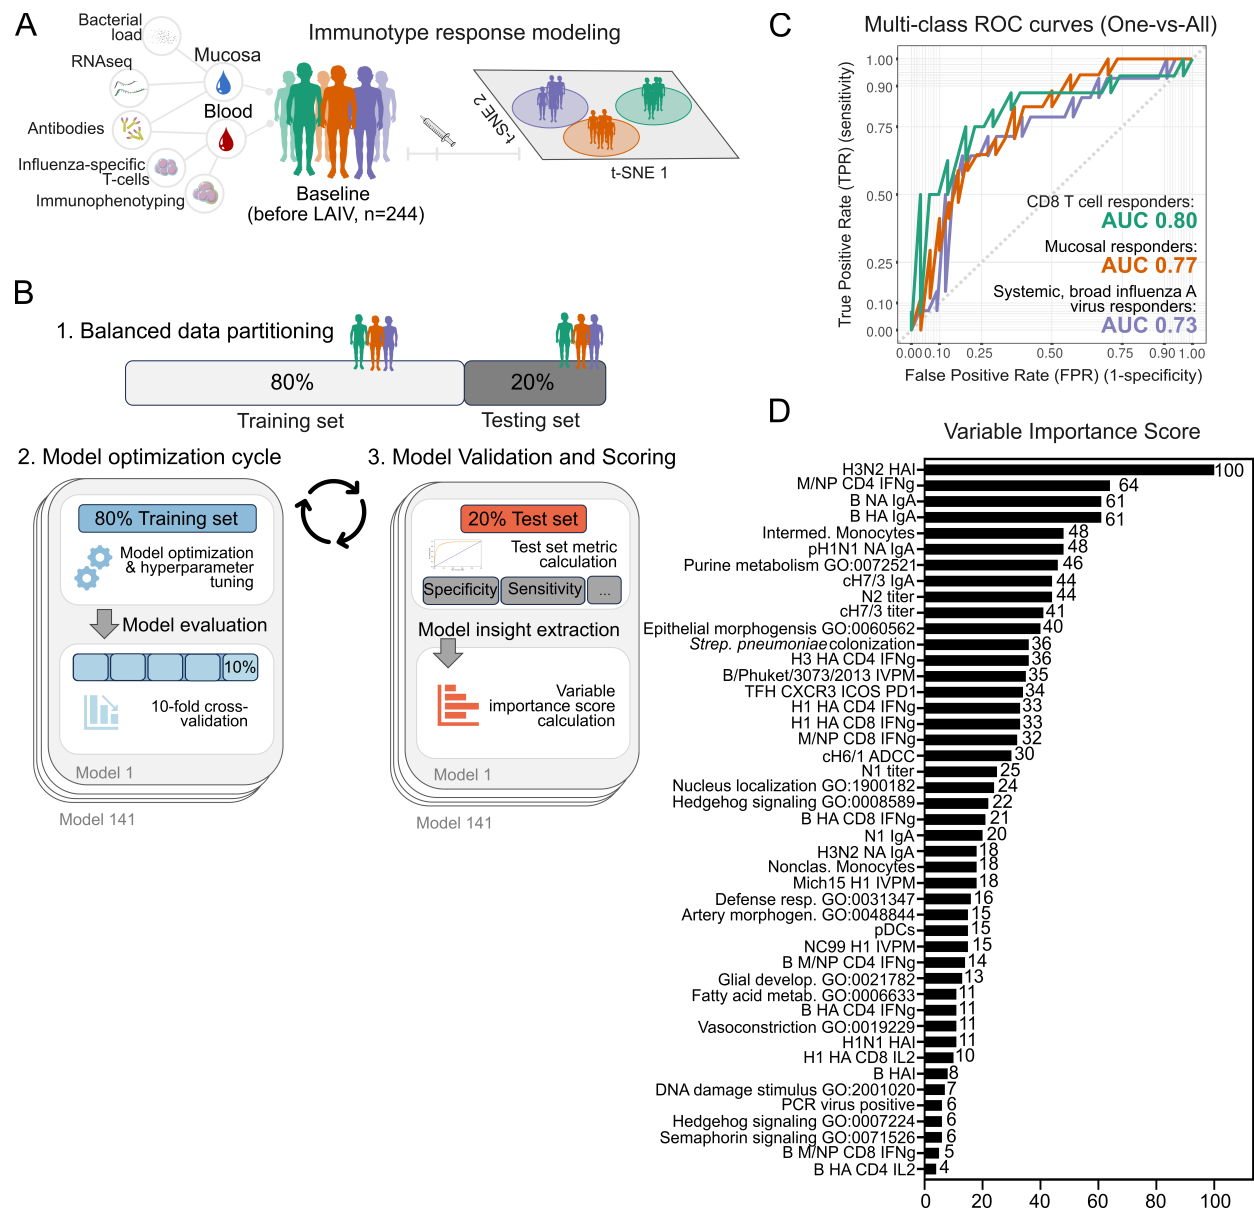 A
Immunotype response modeling
Bacterial
load
RNAseq
Mucosa
Blood
Antibodies
Influenza-specific
T-cells
Immunophenotyping
Baseline
(before LAIV, n=244)
t-SNE 2
t-SNE 1
B
1. Balanced data partitioning
80%
20%
Training set
Testing set
2. Model optimization cycle
80% Training set
Model optimization
& hyperparameter
tuning
Model evaluation
10%
10-fold cross-
validation
Model 1
Model 141
3. Model Validation and Scoring
20% Test set
Test set metric
calculation
Specificity
Sensitivity
...
Model insight extraction
Variable
importance score
calculation
Model 1
Model 141
C
Multi-class ROC curves (One-vs-All)
True Positive Rate (TPR) (sensitivity)
1.00
0.90
0.75
0.50
0.25
0.10
0.00
CD8 T cell responders:
AUC 0.80
Mucosal responders:
AUC 0.77
Systemic, broad influenza A
virus responders:
AUC 0.73
0.00 0.10 0.25 0.50 0.75 0.90 1.00
False Positive Rate (FPR) (1-specificity)
D
Variable Importance Score
H3N2 HAI 100
M/NP CD4 IFNg 64
B NA IgA 61
B HA IgA 61
Intermed. Monocytes 48
pH1N1 NA IgA 48
Purine metabolism GO:0072521 46
cH7/3 IgA 44
N2 titer 44
cH7/3 titer 41
Epithelial morphogensis GO:0060562 40
Strep. pneumoniae colonization 36
H3 HA CD4 IFNg 36
B/Phuket/3073/2013 IVPM 35
TFH CXCR3 ICOS PD1 34
H1 HA CD4 IFNg 33
H1 HA CD8 IFNg 33
M/NP CD8 IFNg 32
cH6/1 ADCC 30
N1 titer 25
Nucleus localization GO:1900182 24
Hedgehog signaling GO:0008589 22
B HA CD8 IFNg 21
N1 IgA 20
H3N2 NA IgA 18
Nonclas. Monocytes 18
Mich15 H1 IVPM 18
Defense resp. GO:0031347 16
Artery morphogen. GO:0048844 15
pDCs 15
NC99 H1 IVPM 15
B M/NP CD4 IFNg 14
Glial develop. GO:0021782 13
Fatty acid metab. GO:0006633 11
B HA CD4 IFNg 11
Vasoconstriction GO:0019229 11
H1N1 HAI 11
H1 HA CD8 IL2 10
B HAI 8
DNA damage stimulus GO:2001020 7
PCR virus positive 6
Hedgehog signaling GO:0007224 6
Semaphorin signaling GO:0071526 6
B M/NP CD8 IFNg 5
B HA CD4 IL2 4
0 20 40 60 80 100